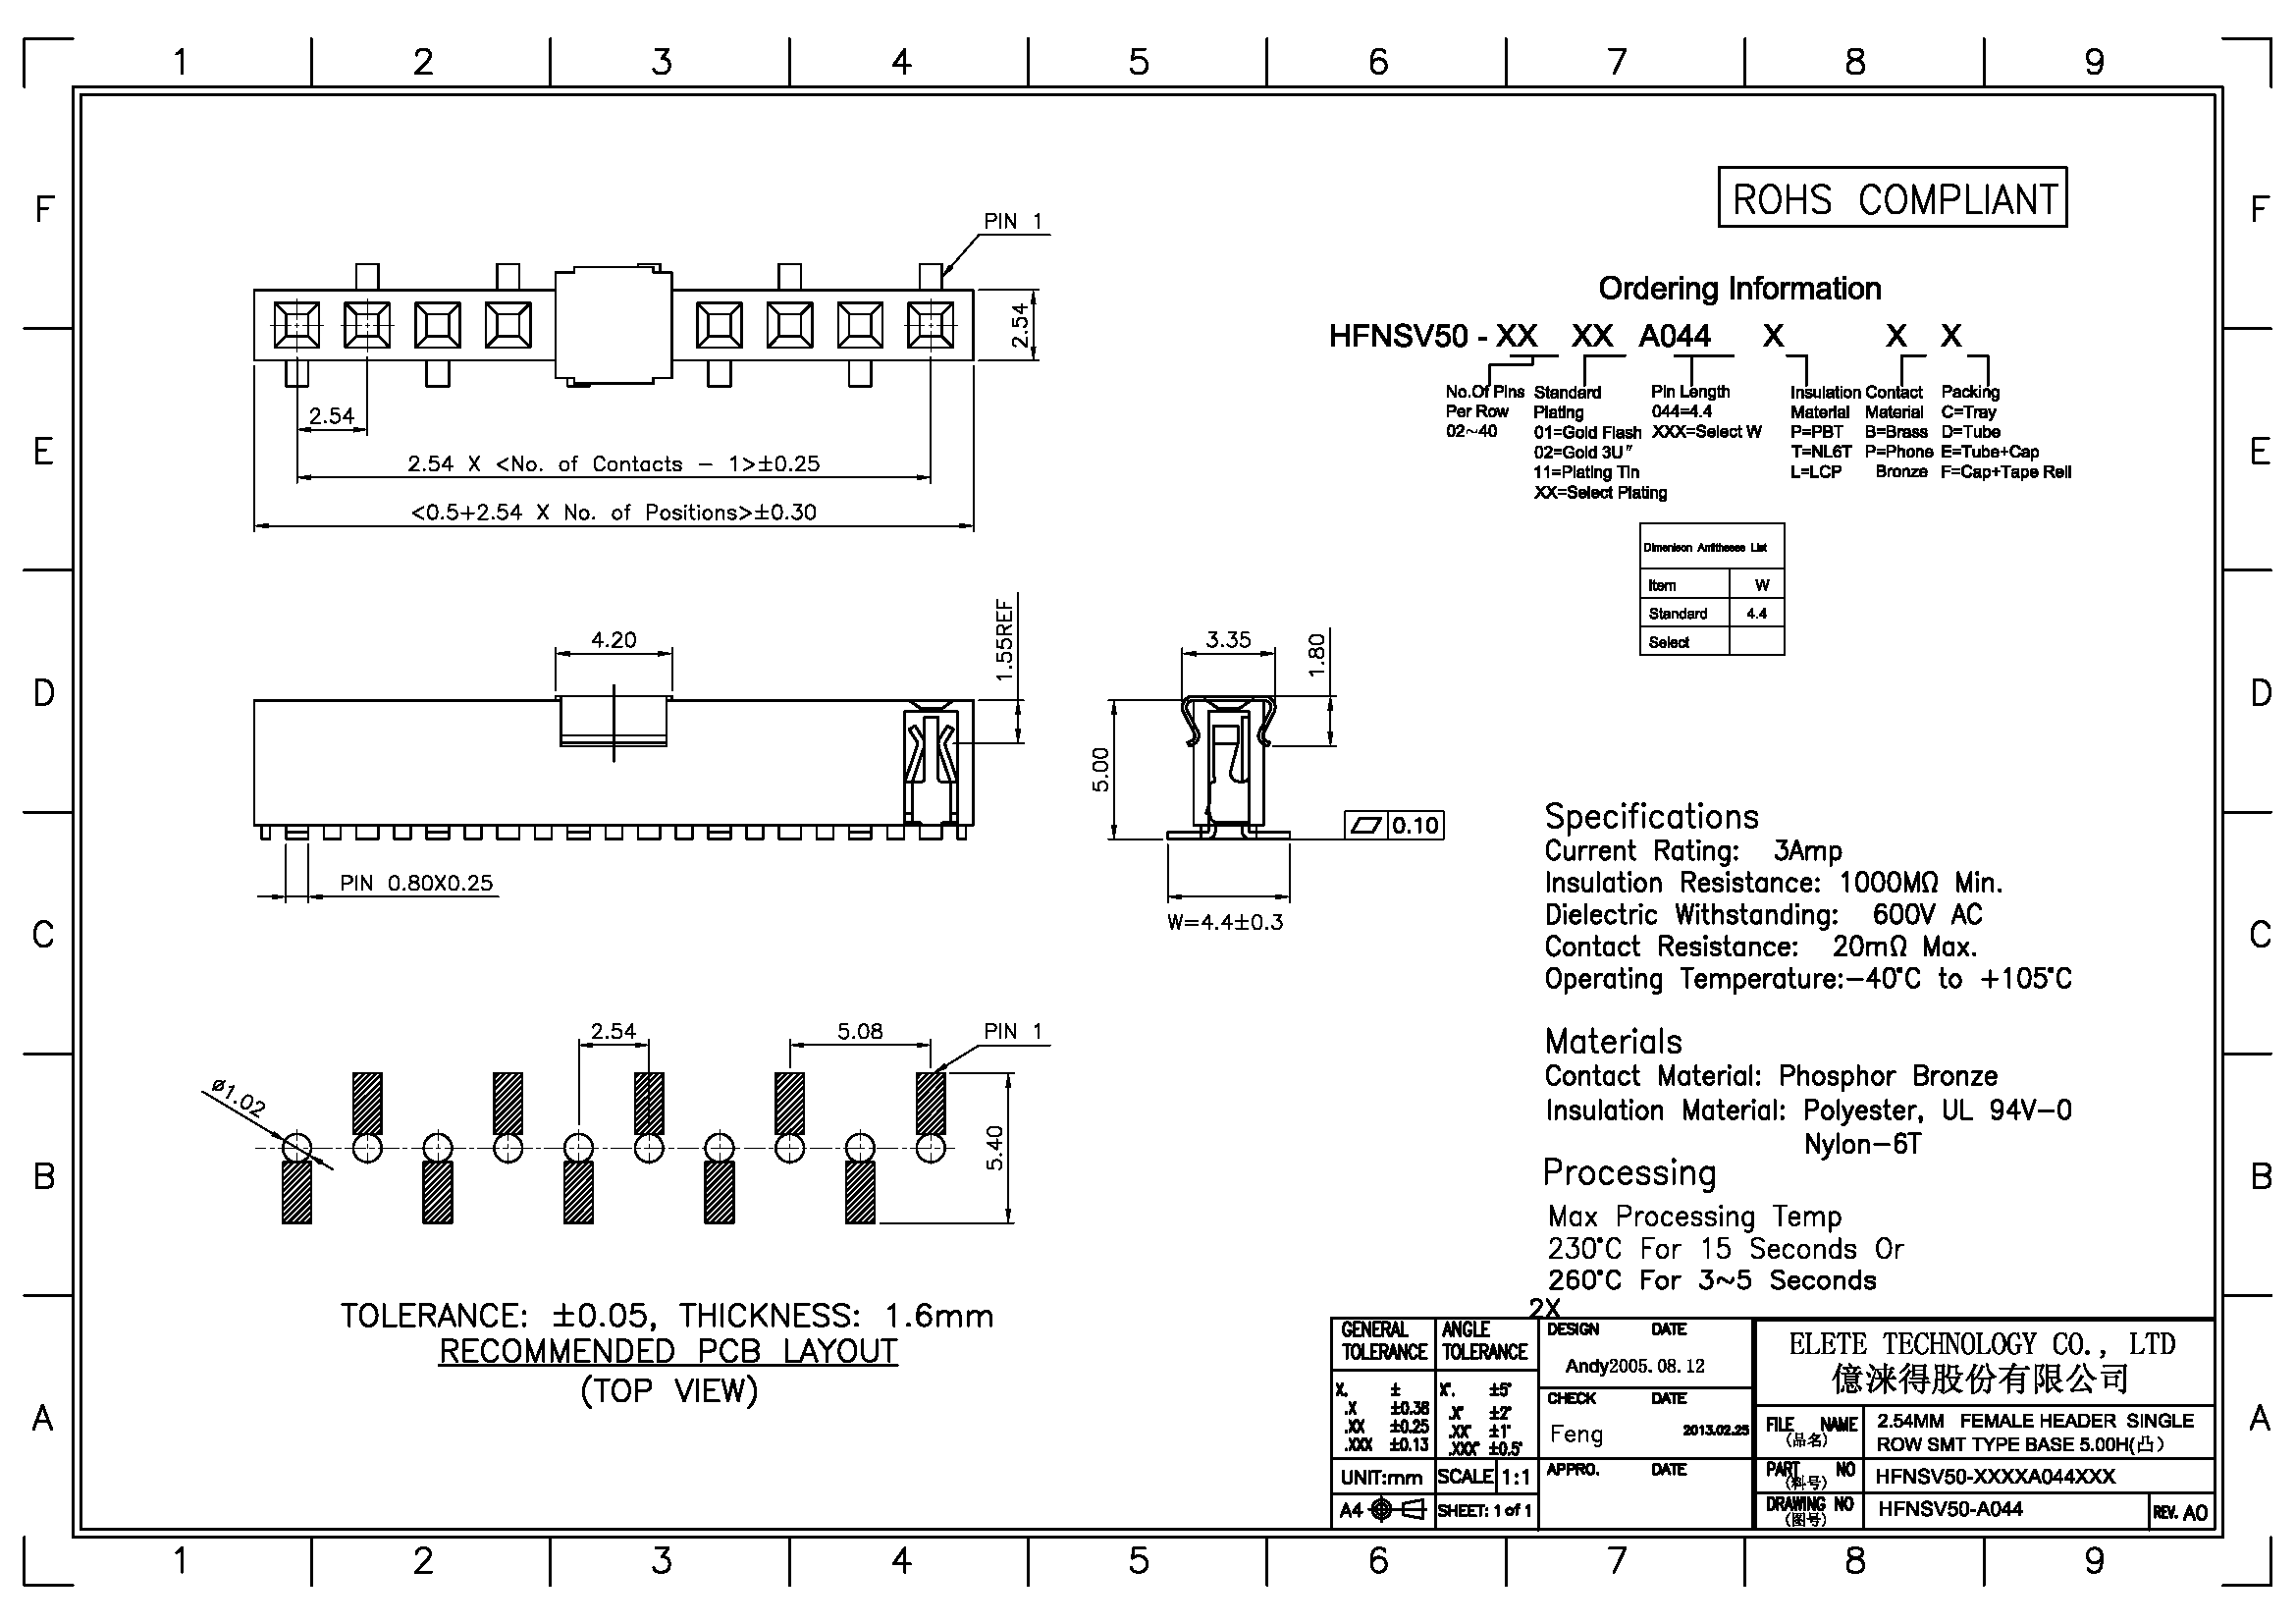 1 2 3 4 5 6 7 8 9
F F
E E
D D
C C
B B
A A
ROHS COMPLIANT
PIN 1
2.54
2.54
2.54 X <No. of Contacts - 1>±0.25
<0.5+2.54 X No. of Positions>±0.30
Ordering Information
HFNSV50 - XX XX A044 X X X
No.Of Pins
Per Row
02~40
Standard
Plating
01=Gold Flash
02=Gold 3U"
11=Plating Tin
XX=Select Plating
Pin Length
044=4.4
XXX=Select W
Insulation
Material
P=PBT
T=NL6T
L=LCP
Contact
Material
B=Brass
P=Phone
Bronze
Packing
C=Tray
D=Tube
E=Tube+Cap
F=Cap+Tape Rell
Dimenison Antitheses List
Item W
Standard 4.4
Select
4.20
1.55REF
PIN 0.80X0.25
3.35
1.80
5.00
0.10
W=4.4±0.3
Specifications
Current Rating: 3Amp
Insulation Resistance: 1000MΩ Min.
Dielectric Withstanding: 600V AC
Contact Resistance: 20mΩ Max.
Operating Temperature:-40°C to +105°C
Materials
Contact Material: Phosphor Bronze
Insulation Material: Polyester, UL 94V-0
Nylon-6T
Processing
Max Processing Temp
230°C For 15 Seconds Or
260°C For 3~5 Seconds
2X
2.54
5.08
PIN 1
ø1.02
5.40
TOLERANCE: ±0.05, THICKNESS: 1.6mm
RECOMMENDED PCB LAYOUT
(TOP VIEW)
GENERAL TOLERANCE
X. ±
.X ±0.38
.XX ±0.25
.XXX ±0.13
ANGLE TOLERANCE
X°. ±5°
.X° ±2°
.XX° ±1°
.XXX° ±0.5°
UNIT:mm SCALE 1:1
A4 SHEET: 1 of 1
DESIGN DATE
Andy2005.08.12
CHECK DATE
Feng 2013.02.25
APPRO. DATE
ELETE TECHNOLOGY CO., LTD
億淶得股份有限公司
FILE NAME
(品名)
2.54MM FEMALE HEADER SINGLE
ROW SMT TYPE BASE 5.00H(凸)
PART NO
(料号)
HFNSV50-XXXXA044XXX
DRAWING NO
(图号)
HFNSV50-A044
REV. AO
1 2 3 4 5 6 7 8 9